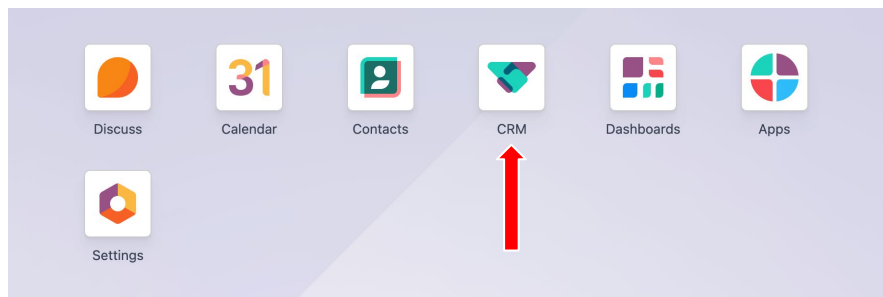 31
Discuss
Calendar
Contacts
CRM
Dashboards
Apps
Settings